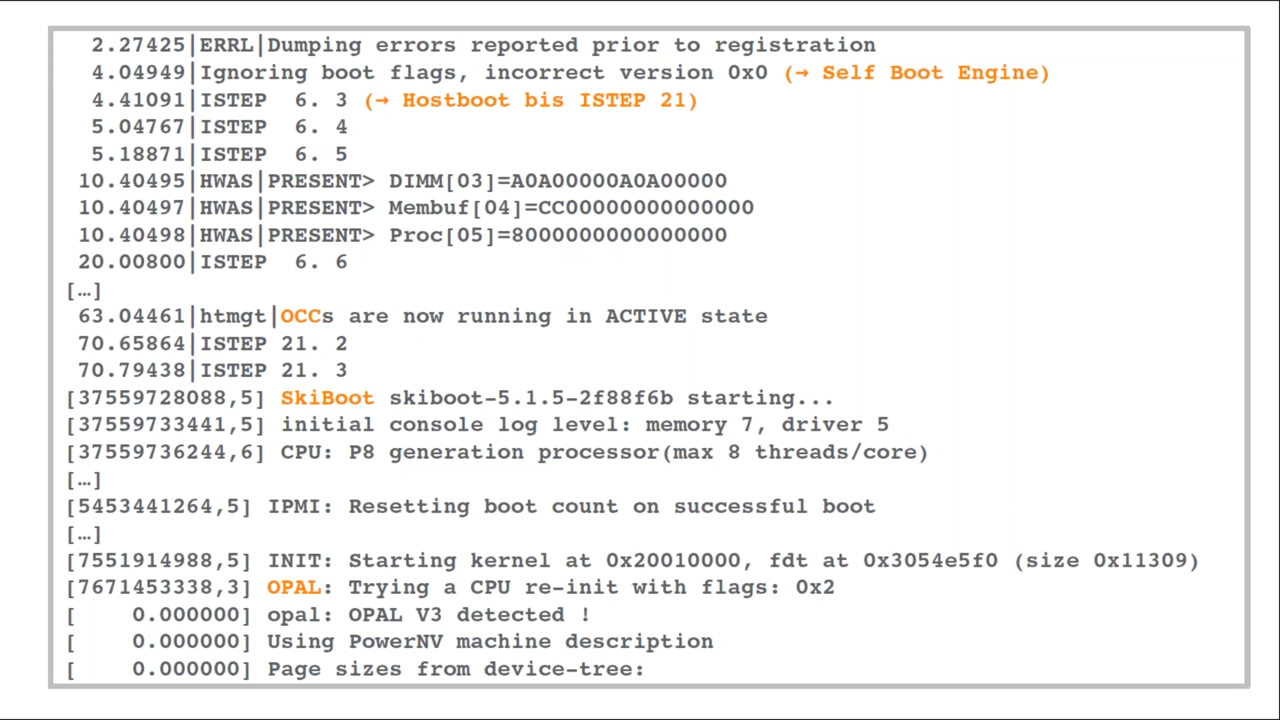 2.27425|ERRL|Dumping errors reported prior to registration
4.04949|Ignoring boot flags, incorrect version 0x0 (→ Self Boot Engine)
4.41091|ISTEP  6. 3 (→ Hostboot bis ISTEP 21)
5.04767|ISTEP  6. 4
5.18871|ISTEP  6. 5
10.40495|HWAS|PRESENT> DIMM[03]=A0A00000A0A00000
10.40497|HWAS|PRESENT> Membuf[04]=CC00000000000000
10.40498|HWAS|PRESENT> Proc[05]=8000000000000000
20.00800|ISTEP  6. 6
[…]
63.04461|htmgt|OCCs are now running in ACTIVE state
70.65864|ISTEP 21. 2
70.79438|ISTEP 21. 3
[37559728088,5] SkiBoot skiboot-5.1.5-2f88f6b starting...
[37559733441,5] initial console log level: memory 7, driver 5
[37559736244,6] CPU: P8 generation processor(max 8 threads/core)
[…]
[5453441264,5] IPMI: Resetting boot count on successful boot
[…]
[7551914988,5] INIT: Starting kernel at 0x20010000, fdt at 0x3054e5f0 (size 0x11309)
[7671453338,3] OPAL: Trying a CPU re-init with flags: 0x2
[    0.000000] opal: OPAL V3 detected !
[    0.000000] Using PowerNV machine description
[    0.000000] Page sizes from device-tree: